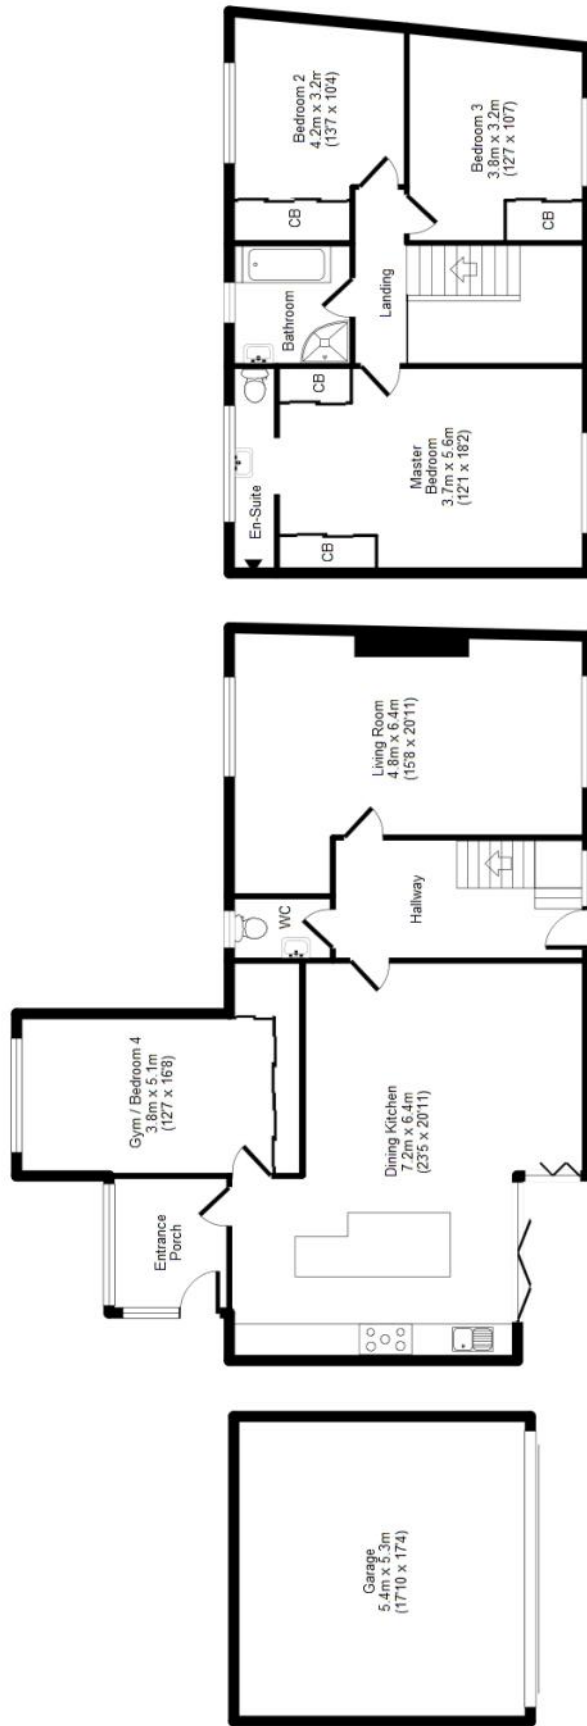 Garage
5.4m x 5.3m
(17'10 x 17'4)
Entrance
Porch
Gym / Bedroom 4
3.8m x 5.1m
(12'7 x 16'8)
Dining Kitchen
7.2m x 6.4m
(23'5 x 20'11)
WC
Hallway
Living Room
4.8m x 6.4m
(15'8 x 20'11)
En-Suite
CB
CB
Master
Bedroom
3.7m x 5.6m
(12'1 x 18'2)
Bathroom
Landing
CB
Bedroom 2
4.2m x 3.2m
(13'7 x 10'4)
Bedroom 3
3.8m x 3.2m
(12'7 x 10'7)
CB